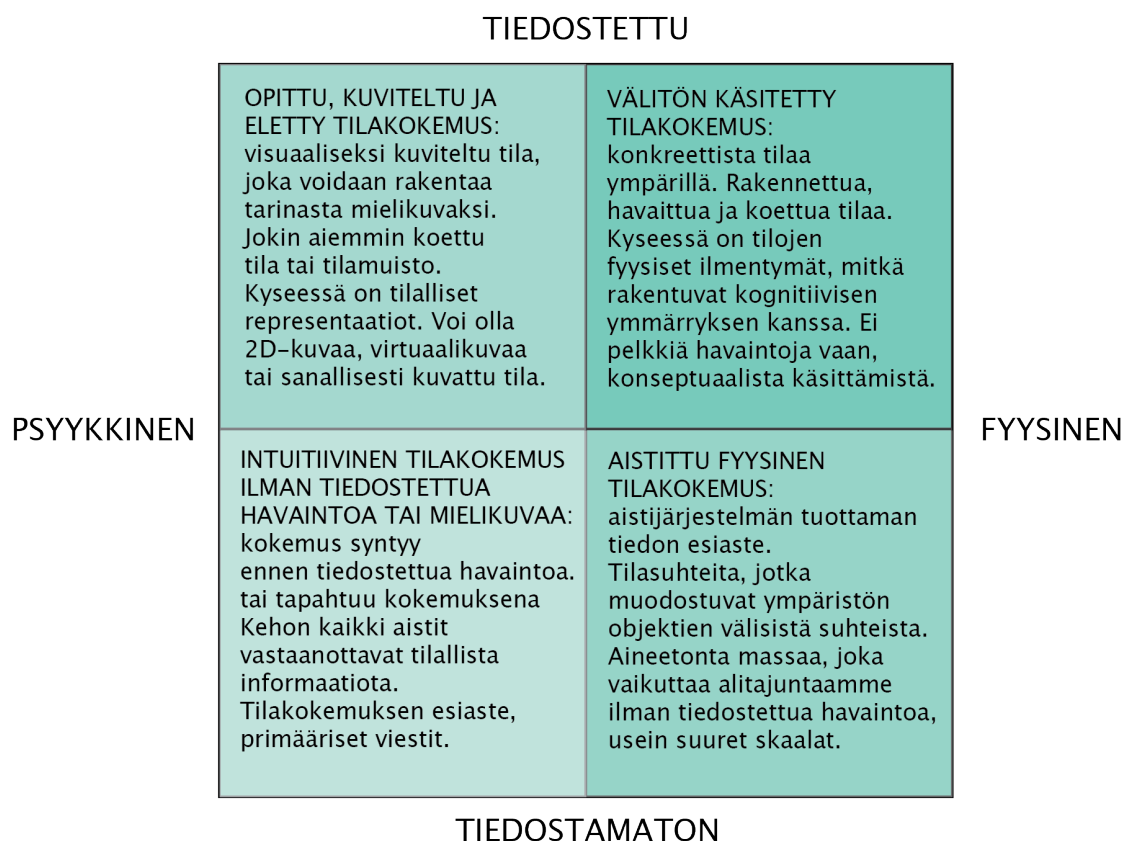 TIEDOSTETTU
OPITTU, KUVITELTU JA
ELETTY TILAKOKEMUS:
visuaaliseksi kuviteltu tila,
joka voidaan rakentaa
tarinasta mielikuvaksi.
Jokin aiemmin koettu
tila tai tilamuisto.
Kyseessä on tilalliset
representaatiot. Voi olla
2D-kuvaa, virtuaalikuvaa
tai sanallisesti kuvattu tila.
VÄLITÖN KÄSITETTY
TILAKOKEMUS:
konkreettista tilaa
ympärillä. Rakennettua,
havaittua ja koettua tilaa.
Kyseessä on tilojen
fyysiset ilmentymät, mitkä
rakentuvat kognitiivisen
ymmärryksen kanssa. Ei
pelkkiä havaintoja vaan,
konseptuaalista käsittämistä.
PSYYKKINEN
FYYSINEN
INTUITIIVINEN TILAKOKEMUS
ILMAN TIEDOSTETTUA
HAVAINTOA TAI MIELIKUVAA:
kokemus syntyy
ennen tiedostettua havaintoa.
tai tapahtuu kokemuksena
Kehon kaikki aistit
vastaanottavat tilallista
informaatiota.
Tilakokemuksen esiaste,
primääriset viestit.
AISTITTU FYYSINEN
TILAKOKEMUS:
aistijärjestelmän tuottaman
tiedon esiaste.
Tilasuhteita, jotka
muodostuvat ympäristön
objektien välisistä suhteista.
Aineetonta massaa, joka
vaikuttaa alitajuntaamme
ilman tiedostettua havaintoa,
usein suuret skaalat.
TIEDOSTAMATON